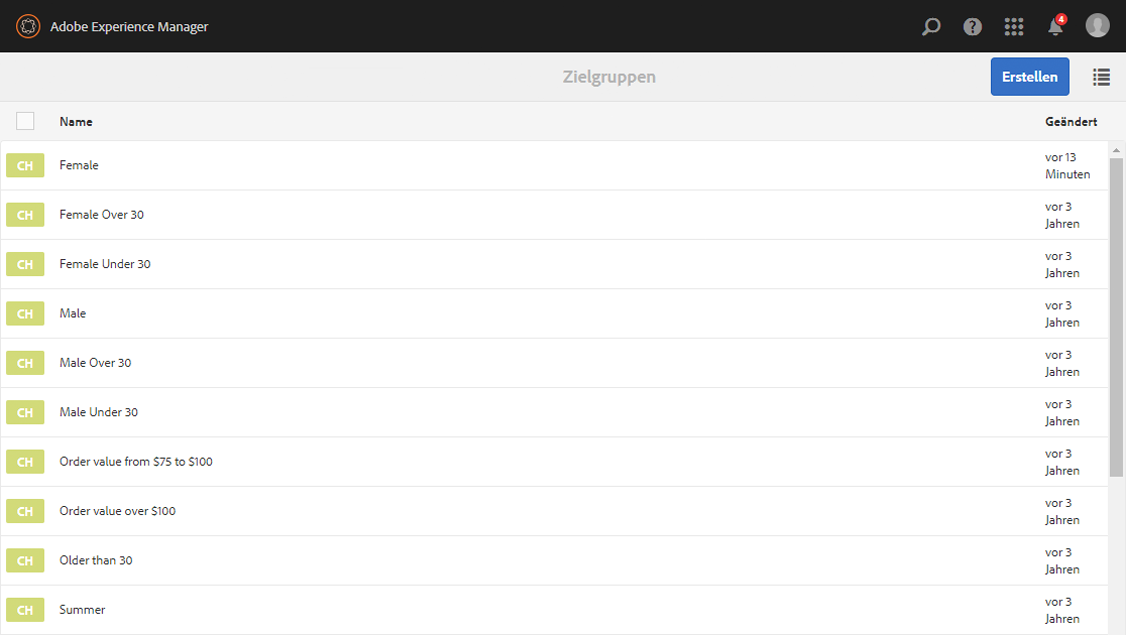 Adobe Experience Manager
4
Zielgruppen
Erstellen
Name
Geändert
CH
Female
vor 13
Minuten
CH
Female Over 30
vor 3
Jahren
CH
Female Under 30
vor 3
Jahren
CH
Male
vor 3
Jahren
CH
Male Over 30
vor 3
Jahren
CH
Male Under 30
vor 3
Jahren
CH
Order value from $75 to $100
vor 3
Jahren
CH
Order value over $100
vor 3
Jahren
CH
Older than 30
vor 3
Jahren
CH
Summer
vor 3
Jahren